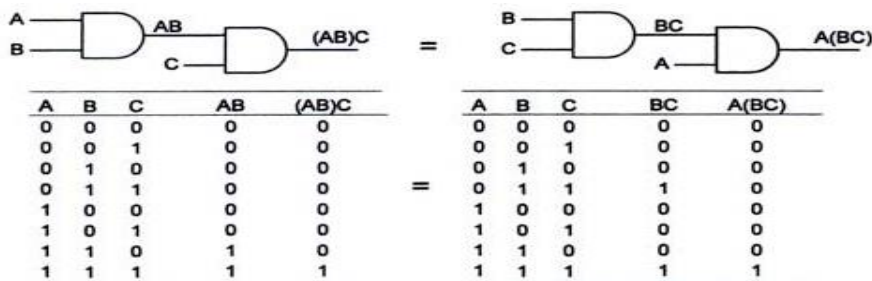 A B AB C (AB)C = B C BC A A(BC)
A B C AB (AB)C A B C BC A(BC)
0 0 0 0 0 0 0 0 0 0
0 0 1 0 0 0 0 1 0 0
0 1 0 0 0 0 1 0 0 0
0 1 1 0 0 = 0 1 1 1 0
1 0 0 0 0 1 0 0 0 0
1 0 1 0 0 1 0 1 0 0
1 1 0 1 0 1 1 0 0 0
1 1 1 1 1 1 1 1 1 1